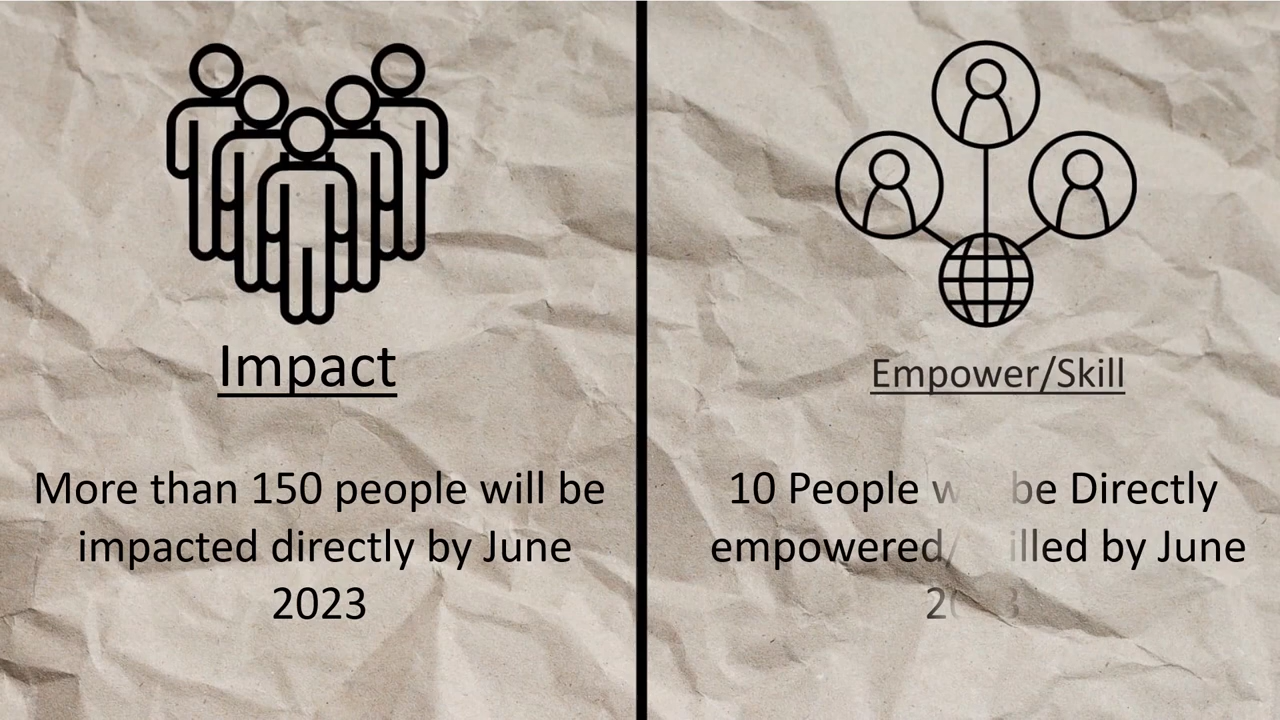 Impact
More than 150 people will be
impacted directly by June
2023
Empower/Skill
10 People be Directly
empowered/ by June